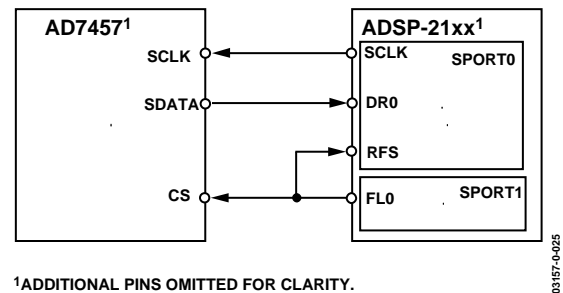 AD7457¹
ADSP-21xx¹
SCLK
SCLK
SPORT0
SDATA
DR0
RFS
CS
FL0
SPORT1
¹ADDITIONAL PINS OMITTED FOR CLARITY.
03157-0-025